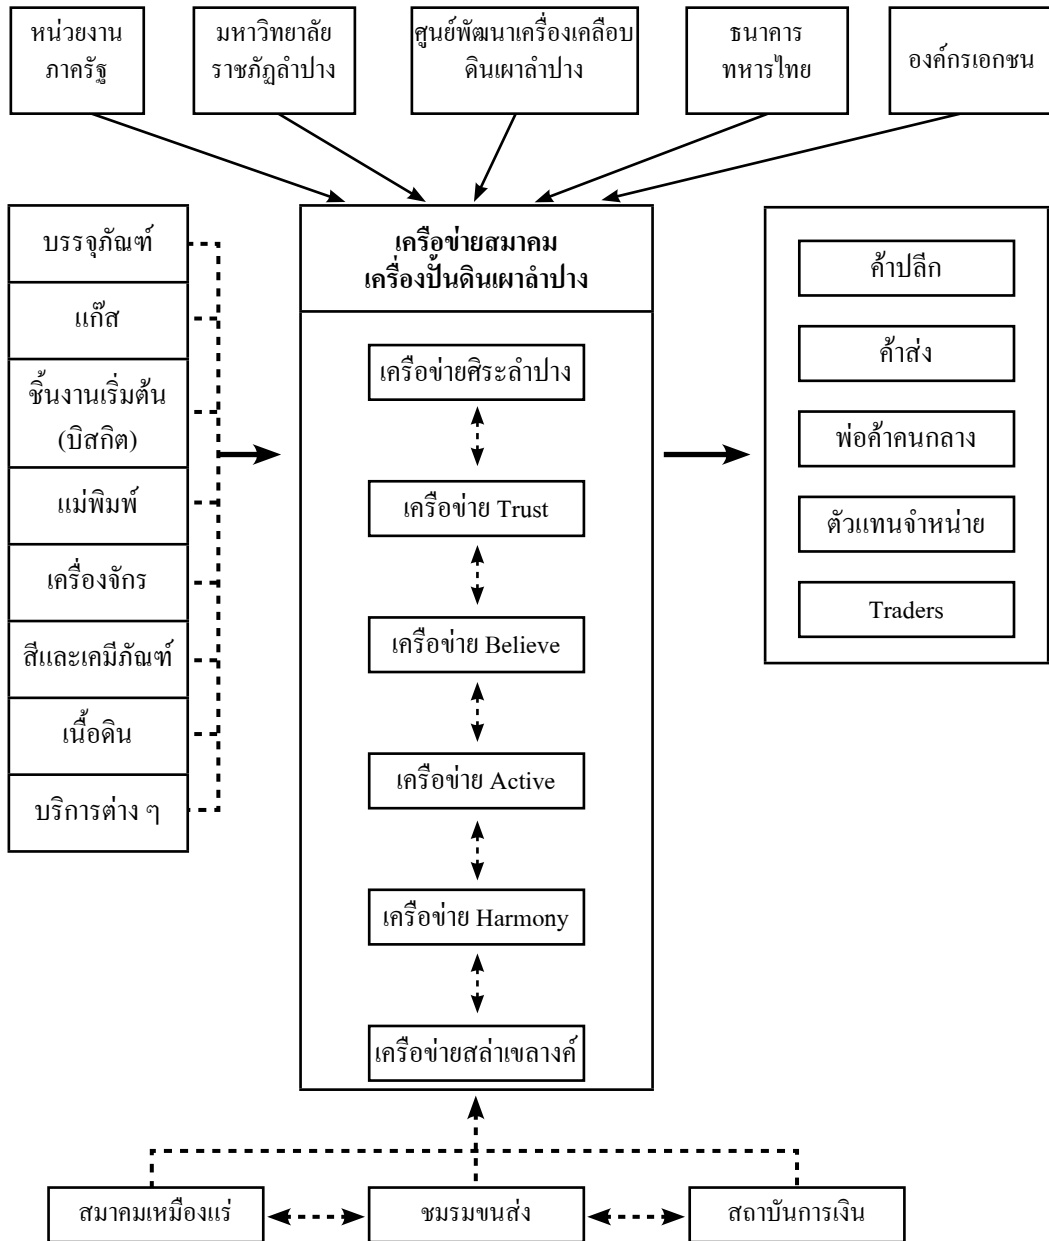 หน่วยงาน
ภาครัฐ
มหาวิทยาลัย
ราชภัฏลำปาง
ศูนย์พัฒนาเครื่องเคลือบ
ดินเผาลำปาง
ธนาคาร
ทหารไทย
องค์กรเอกชน
บรรจุภัณฑ์
แก๊ส
ชิ้นงานเริ่มต้น
(บิสกิต)
แม่พิมพ์
เครื่องจักร
สีและเคมีภัณฑ์
เนื้อดิน
บริการต่าง ๆ
เครือข่ายสมาคม
เครื่องปั้นดินเผาลำปาง
เครือข่ายศิระลำปาง
เครือข่าย Trust
เครือข่าย Believe
เครือข่าย Active
เครือข่าย Harmony
เครือข่ายสล่าเขลางค์
ค้าปลีก
ค้าส่ง
พ่อค้าคนกลาง
ตัวแทนจำหน่าย
Traders
สมาคมเหมืองแร่
ชมรมขนส่ง
สถาบันการเงิน